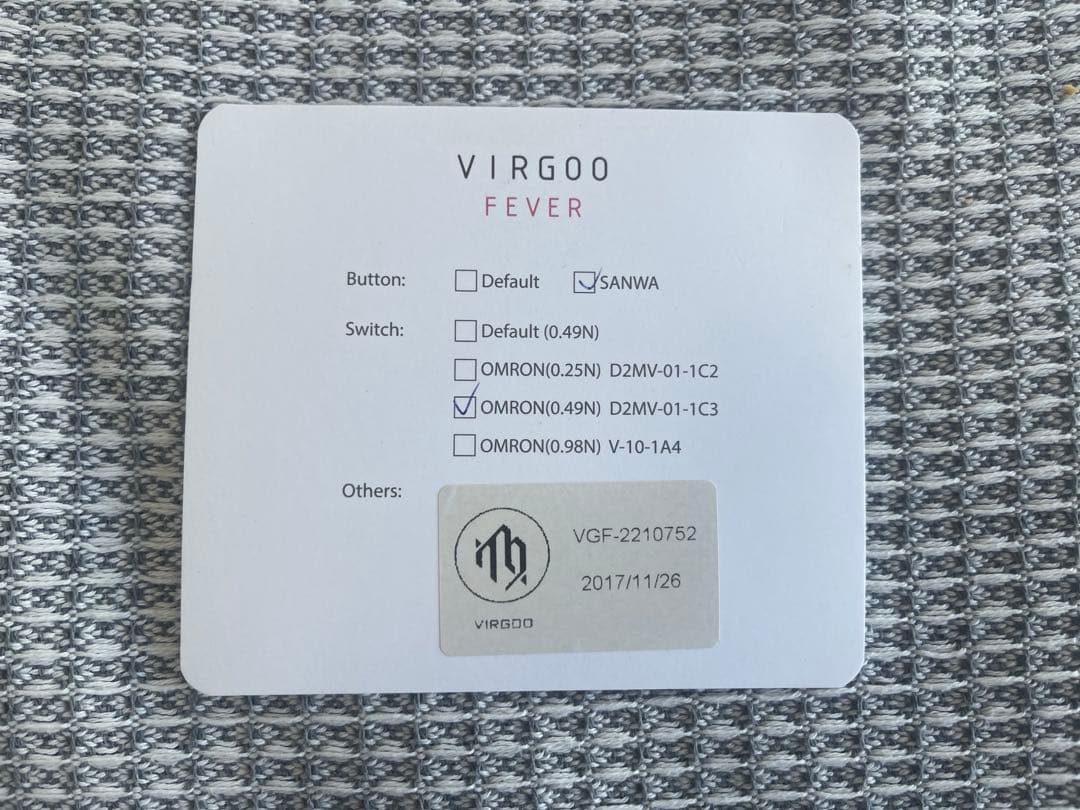 VIRGOO
FEVER
Button: Default SANWA
Switch: Default (0.49N)
OMRON(0.25N) D2MV-01-1C2
OMRON(0.49N) D2MV-01-1C3
OMRON(0.98N) V-10-1A4
Others:
VGF-2210752
2017/11/26
VIRGOO